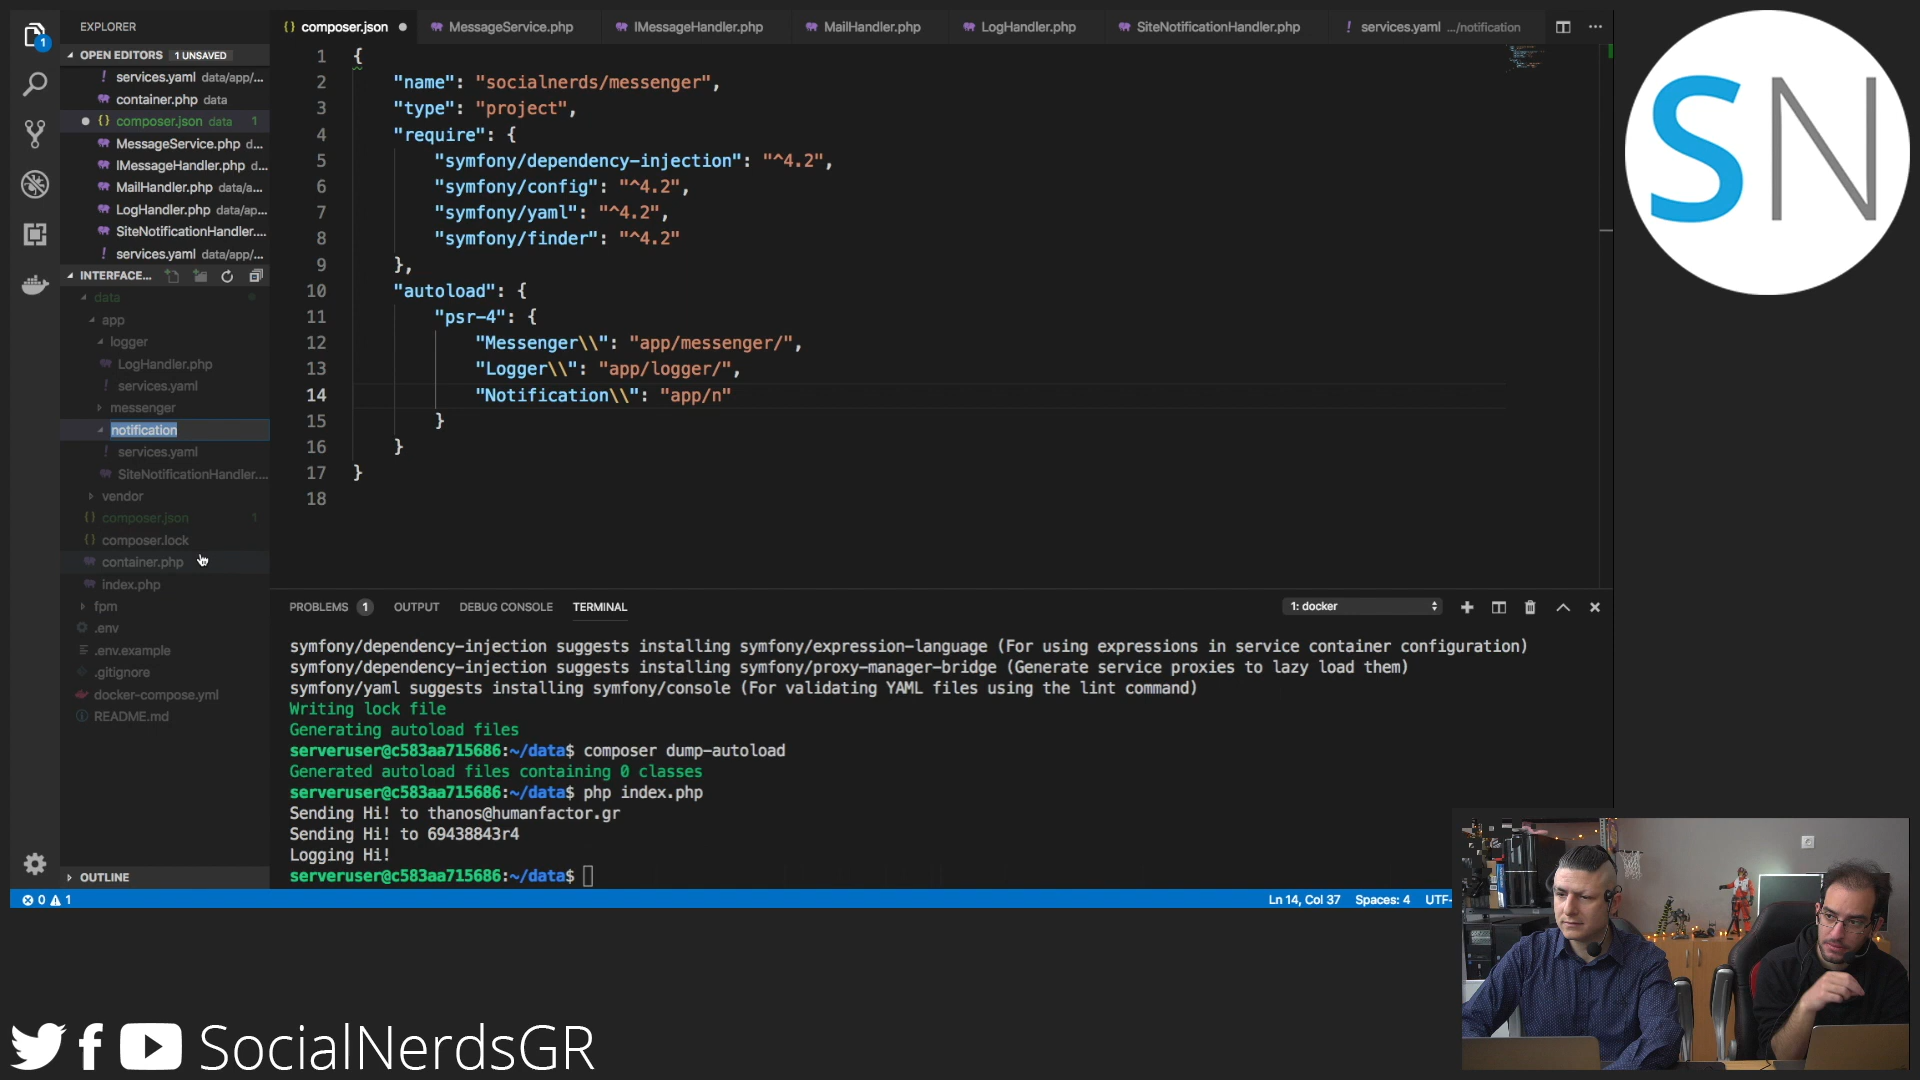 EXPLORER
OPEN EDITORS 1 UNSAVED
! services.yaml data/app/...
container.php data
{} composer.json data 1
MessageService.php d...
IMessageHandler.php d...
MailHandler.php data/a...
LogHandler.php data/ap...
SiteNotificationHandler....
! services.yaml data/app/...
INTERFACE...
data
app
logger
LogHandler.php
! services.yaml
messenger
notification
! services.yaml
SiteNotificationHandler....
vendor
{} composer.json 1
{} composer.lock
container.php
index.php
fpm
.env
.env.example
.gitignore
docker-compose.yml
README.md
OUTLINE
1
{} composer.json
MessageService.php
IMessageHandler.php
MailHandler.php
LogHandler.php
SiteNotificationHandler.php
! services.yaml .../notification
1 {
2 "name": "socialnerds/messenger",
3 "type": "project",
4 "require": {
5 "symfony/dependency-injection": "^4.2",
6 "symfony/config": "^4.2",
7 "symfony/yaml": "^4.2",
8 "symfony/finder": "^4.2"
9 },
10 "autoload": {
11 "psr-4": {
12 "Messenger\\": "app/messenger/",
13 "Logger\\": "app/logger/",
14 "Notification\\": "app/n"
15 }
16 }
17 }
18
PROBLEMS 1 OUTPUT DEBUG CONSOLE TERMINAL
1: docker
symfony/dependency-injection suggests installing symfony/expression-language (For using expressions in service container configuration)
symfony/dependency-injection suggests installing symfony/proxy-manager-bridge (Generate service proxies to lazy load them)
symfony/yaml suggests installing symfony/console (For validating YAML files using the lint command)
Writing lock file
Generating autoload files
serveruser@c583aa715686:~/data$ composer dump-autoload
Generated autoload files containing 0 classes
serveruser@c583aa715686:~/data$ php index.php
Sending Hi! to thanos@humanfactor.gr
Sending Hi! to 69438843r4
Logging Hi!
serveruser@c583aa715686:~/data$
0 1
Ln 14, Col 37 Spaces: 4 UTF-
SN
SocialNerdsGR